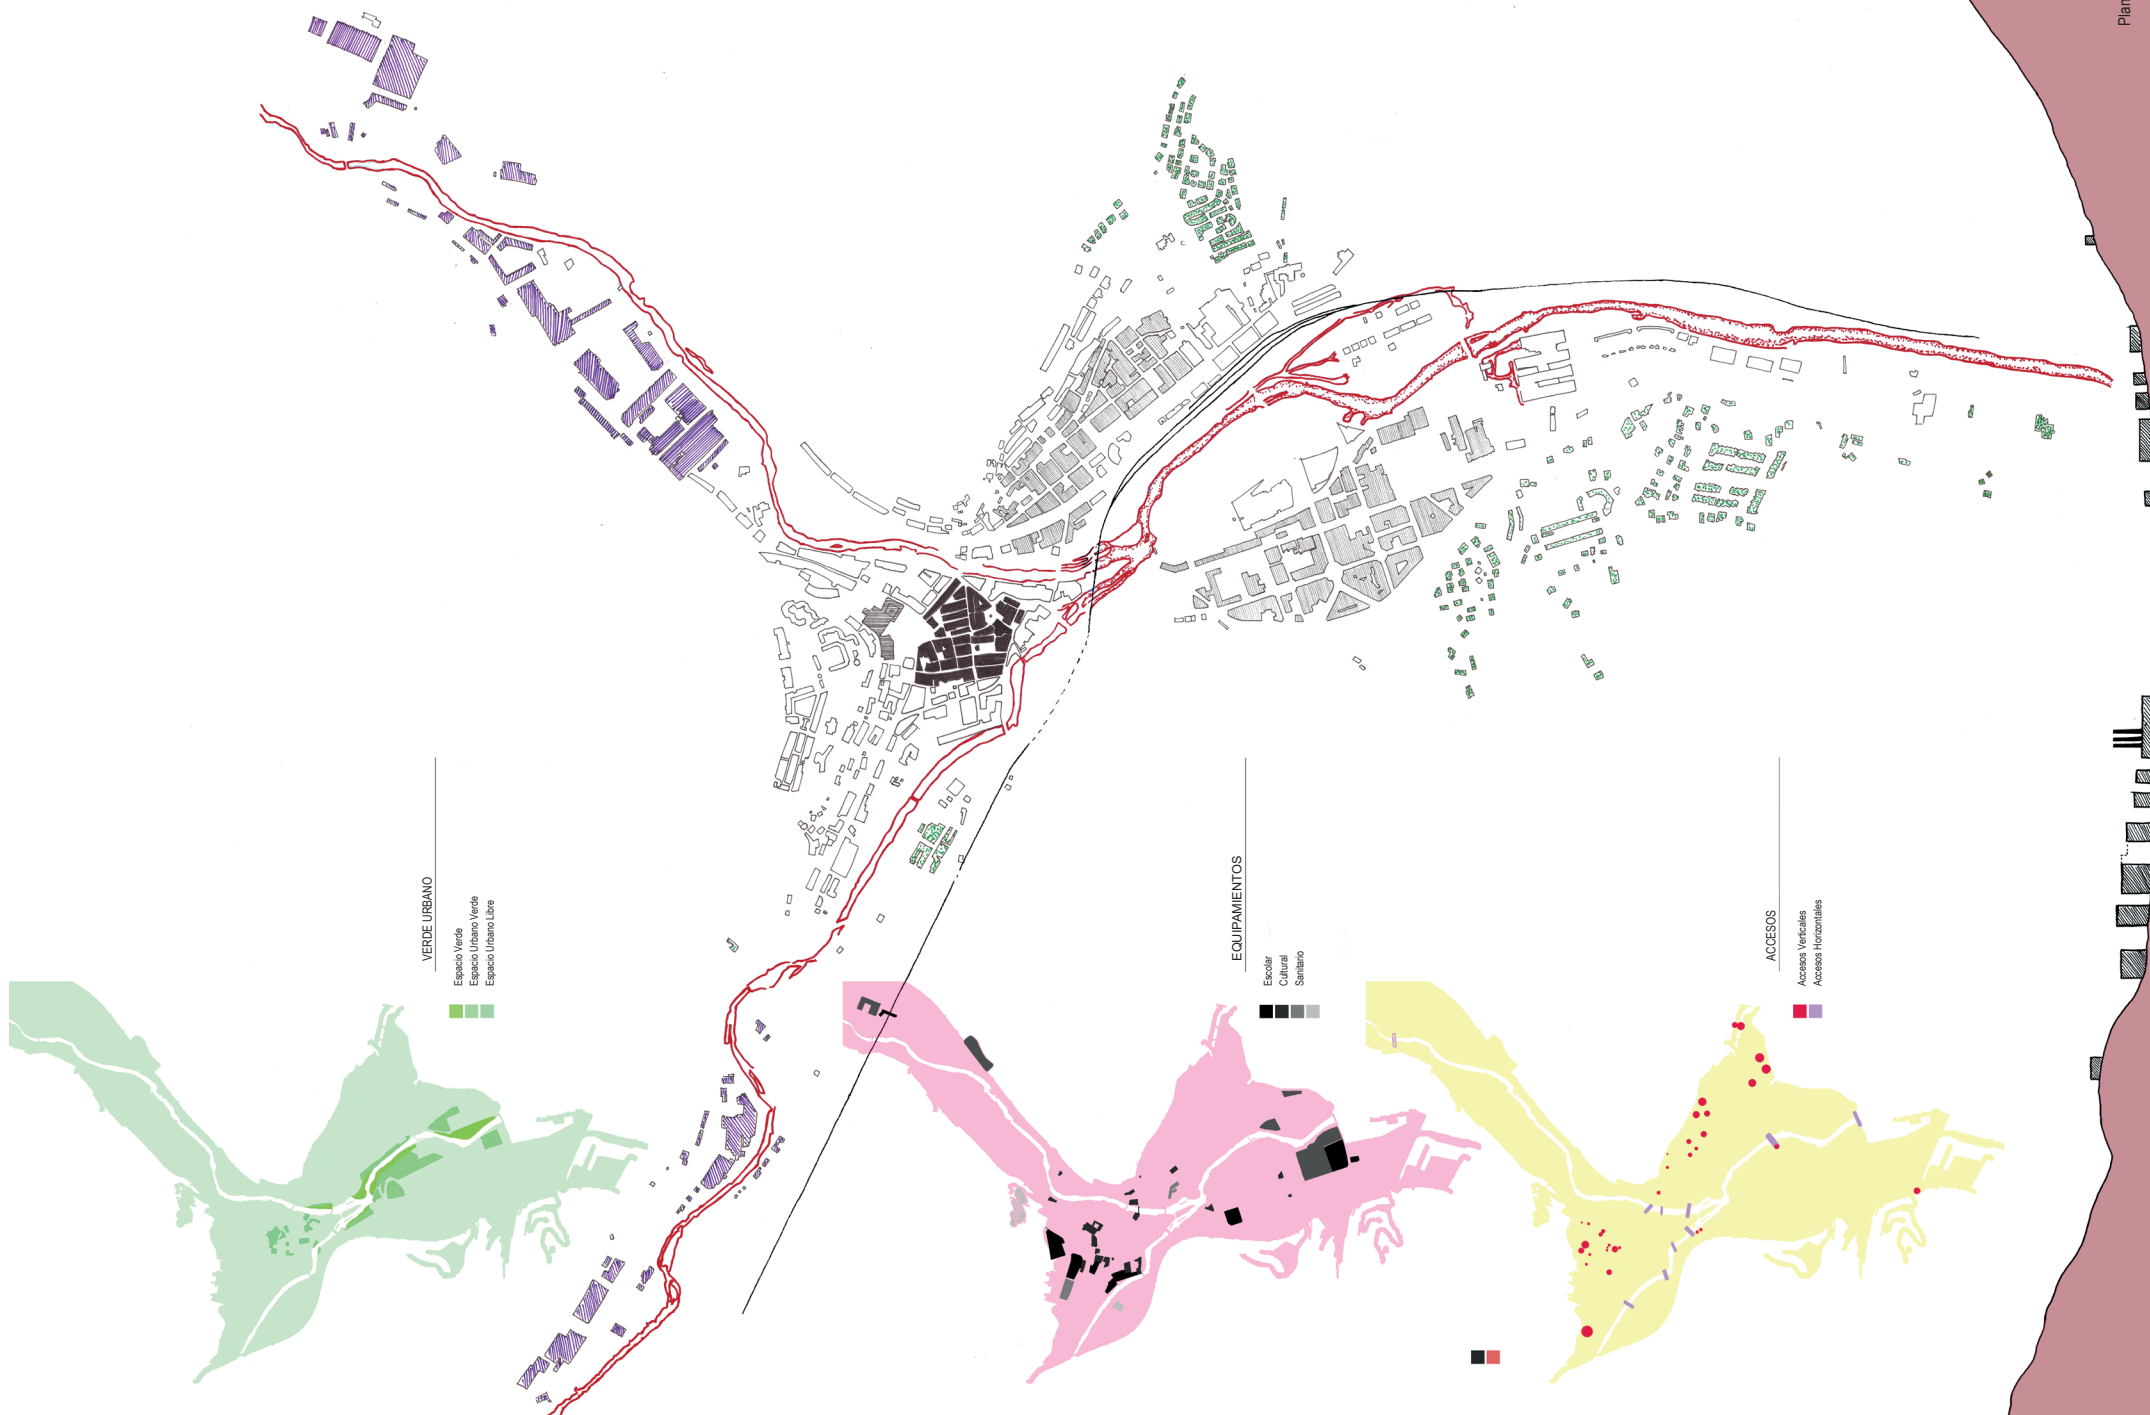 Plan
VERDE URBANO
Espacio Verde
Espacio Urbano Verde
Espacio Urbano Libre
EQUIPAMIENTOS
Escolar
Cultural
Sanitario
ACCESOS
Accesos Verticales
Accesos Horizontales